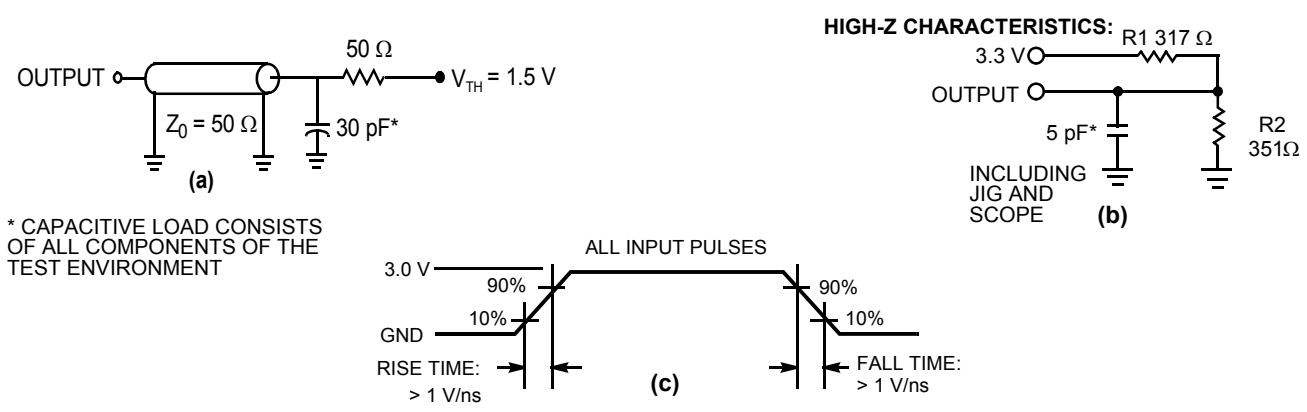 OUTPUT
50 Ω
V_TH = 1.5 V
Z_0 = 50 Ω
30 pF*
(a)
* CAPACITIVE LOAD CONSISTS
OF ALL COMPONENTS OF THE
TEST ENVIRONMENT
HIGH-Z CHARACTERISTICS:
R1 317 Ω
3.3 V
OUTPUT
5 pF*
R2
351Ω
INCLUDING
JIG AND
SCOPE
(b)
ALL INPUT PULSES
3.0 V
90%
90%
10%
10%
GND
RISE TIME:
> 1 V/ns
FALL TIME:
> 1 V/ns
(c)